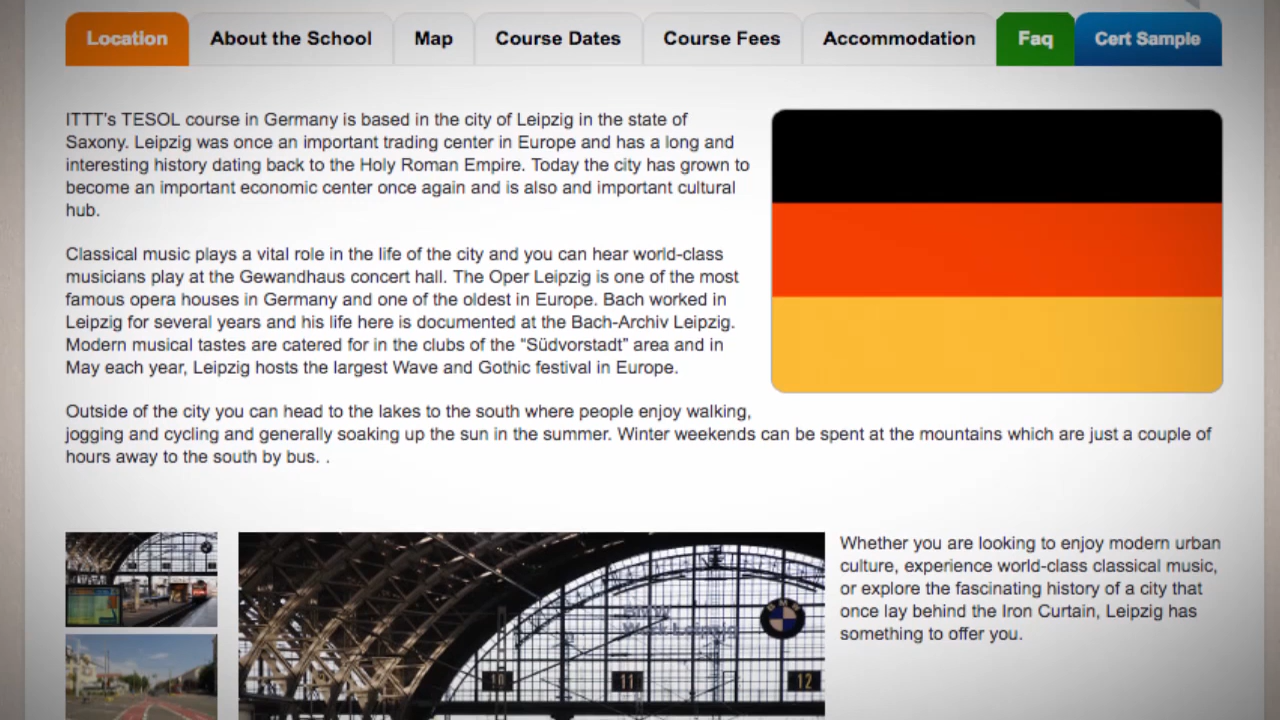 Location
About the School
Map
Course Dates
Course Fees
Accommodation
Faq
Cert Sample
ITTT's TESOL course in Germany is based in the city of Leipzig in the state of
Saxony. Leipzig was once an important trading center in Europe and has a long and
interesting history dating back to the Holy Roman Empire. Today the city has grown to
become an important economic center once again and is also and important cultural
hub.
Classical music plays a vital role in the life of the city and you can hear world-class
musicians play at the Gewandhaus concert hall. The Oper Leipzig is one of the most
famous opera houses in Germany and one of the oldest in Europe. Bach worked in
Leipzig for several years and his life here is documented at the Bach-Archiv Leipzig.
Modern musical tastes are catered for in the clubs of the "Südvorstadt" area and in
May each year, Leipzig hosts the largest Wave and Gothic festival in Europe.
Outside of the city you can head to the lakes to the south where people enjoy walking,
jogging and cycling and generally soaking up the sun in the summer. Winter weekends can be spent at the mountains which are just a couple of
hours away to the south by bus. .
Whether you are looking to enjoy modern urban
culture, experience world-class classical music,
or explore the fascinating history of a city that
once lay behind the Iron Curtain, Leipzig has
something to offer you.
BMW
10
11
12